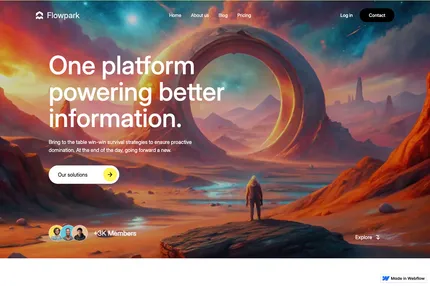 Flowpark
Home About us Blog Pricing
Log in
Contact
One platform
powering better
information.
Bring to the table win-win survival strategies to ensure proactive
domination. At the end of the day, going forward a new.
Our solutions
+3K Members
Explore
Made in Webflow